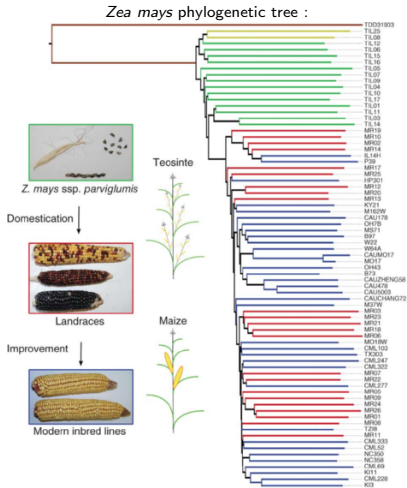 Zea mays phylogenetic tree :
TDD31903
TIL25
TIL08
TIL12
TIL06
TIL15
TIL16
TIL05
TIL07
TIL09
TIL04
TIL10
TIL17
TIL01
TIL11
TIL03
TIL14
MR19
MR10
MR02
MR14
IL14H
P39
MR17
MR25
HP301
MR12
MR20
MR13
KY21
M162W
CAU178
OH7B
MS71
B97
W22
W64A
CAUMO17
MO17
OH43
B73
CAUZHENG58
CAU478
CAU5003
CAUCHANG72
M37W
MR03
MR23
MR21
MR18
MR06
MO18W
CML103
TX303
CML247
CML322
MR07
MR22
CML277
MR05
MR09
MR24
MR26
MR01
MR08
TZI8
MR11
CML333
CML52
NC350
NC358
CML69
KI11
CML228
KI3
Z. mays ssp. parviglumis
Domestication
Landraces
Improvement
Modern inbred lines
Teosinte
Maize